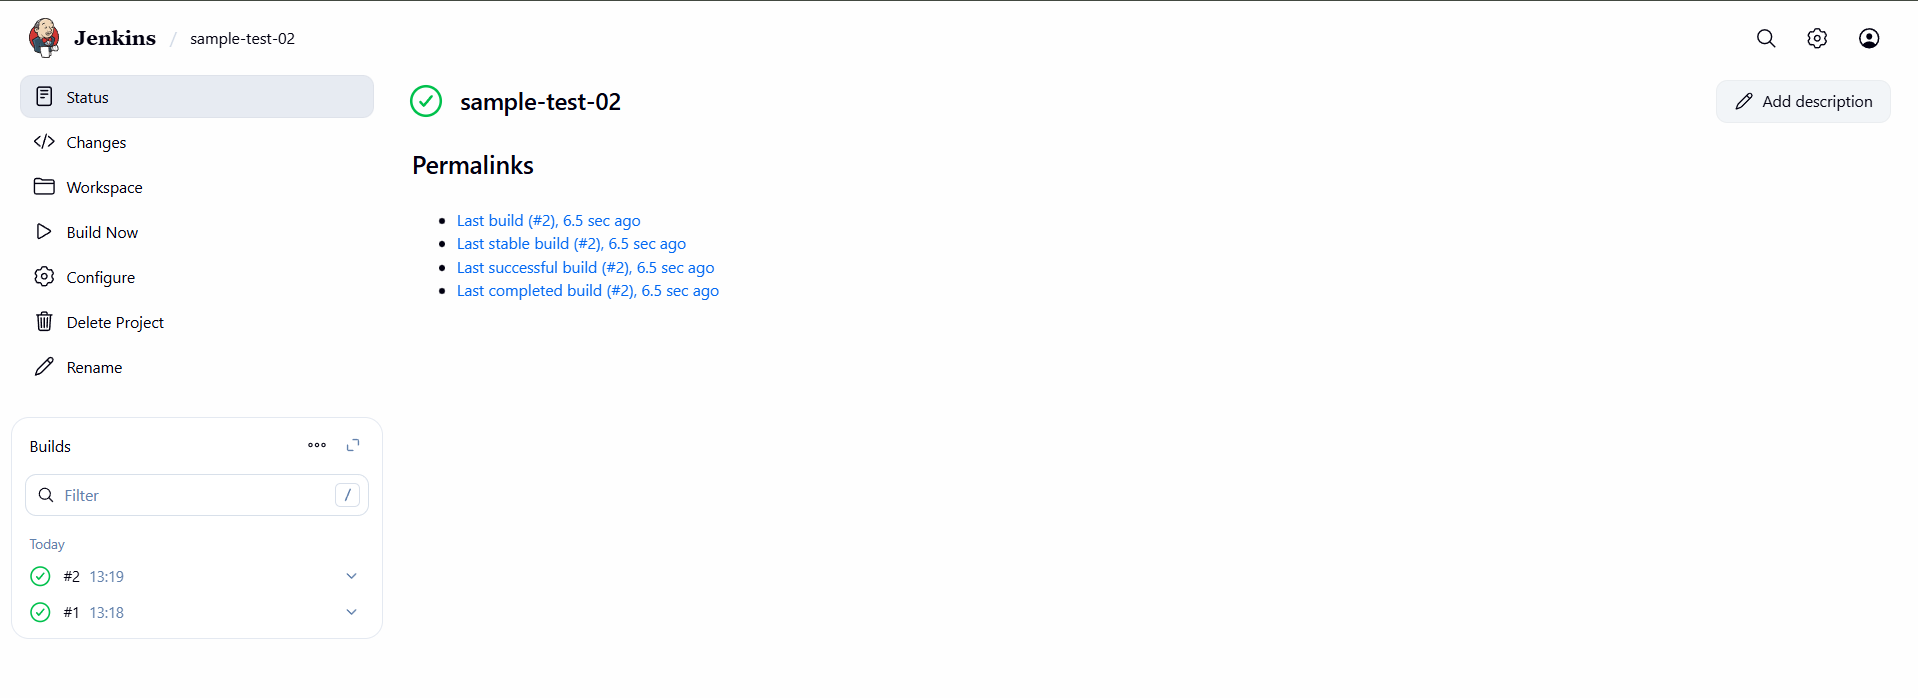 Jenkins / sample-test-02
Status
Changes
Workspace
Build Now
Configure
Delete Project
Rename
Builds
Filter /
Today
#2 13:19
#1 13:18
sample-test-02
Add description
Permalinks
Last build (#2), 6.5 sec ago
Last stable build (#2), 6.5 sec ago
Last successful build (#2), 6.5 sec ago
Last completed build (#2), 6.5 sec ago